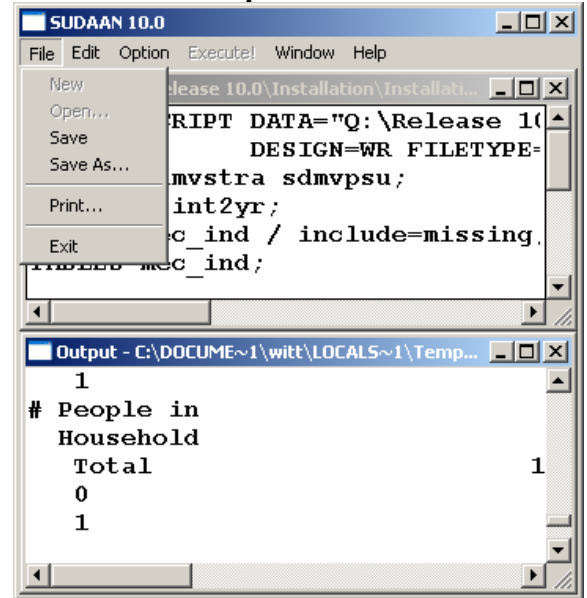 SUDAAN 10.0
File Edit Option Execute! Window Help
New
Open...
Save
Save As...
Print...
Exit
elease 10.0\Installation\Installati...
RIPT DATA="Q:\Release 1(
DESIGN=WR FILETYPE=
mvstra sdmvpsu;
int2yr;
c_ind / include=missing
TABLES mec_ind;
Output - C:\DOCUME~1\witt\LOCALS~1\Temp...
1
# People in
Household
Total 1
0
1